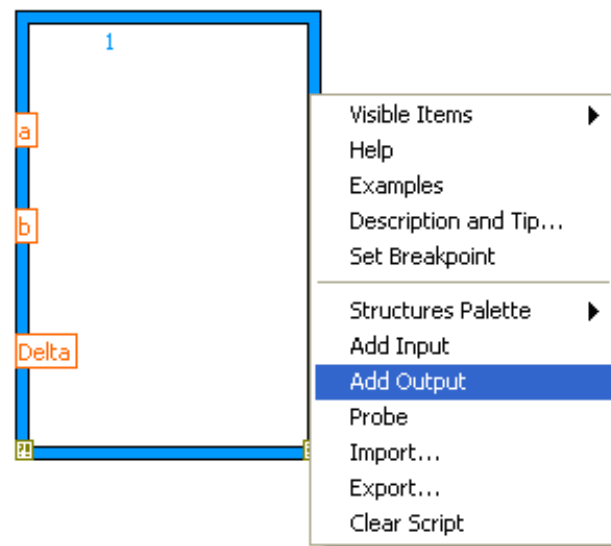 1
a
b
Delta
Visible Items
Help
Examples
Description and Tip...
Set Breakpoint
Structures Palette
Add Input
Add Output
Probe
Import...
Export...
Clear Script
?!